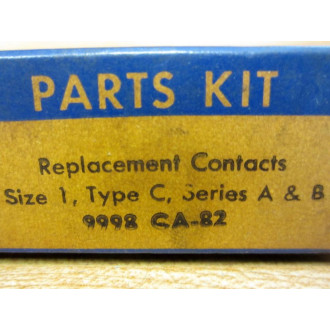 PARTS KIT
Replacement Contacts
Size 1, Type C, Series A & B
9998 CA-82